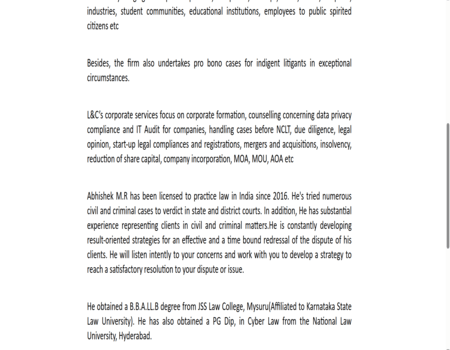 industries, student communities, educational institutions, employees to public spirited
citizens etc
Besides, the firm also undertakes pro bono cases for indigent litigants in exceptional
circumstances.
L&C's corporate services focus on corporate formation, counselling concerning data privacy
compliance and IT Audit for companies, handling cases before NCLT, due diligence, legal
opinion, start-up legal compliances and registrations, mergers and acquisitions, insolvency,
reduction of share capital, company incorporation, MOA, MOU, AOA etc
Abhishek M.R has been licensed to practice law in India since 2016. He's tried numerous
civil and criminal cases to verdict in state and district courts. In addition, He has substantial
experience representing clients in civil and criminal matters.He is constantly developing
result-oriented strategies for an effective and a time bound redressal of the dispute of his
clients. He will listen intently to your concerns and work with you to develop a strategy to
reach a satisfactory resolution to your dispute or issue.
He obtained a B.B.A.LL.B degree from JSS Law College, Mysuru(Affiliated to Karnataka State
Law University). He has also obtained a PG Dip, in Cyber Law from the National Law
University, Hyderabad.